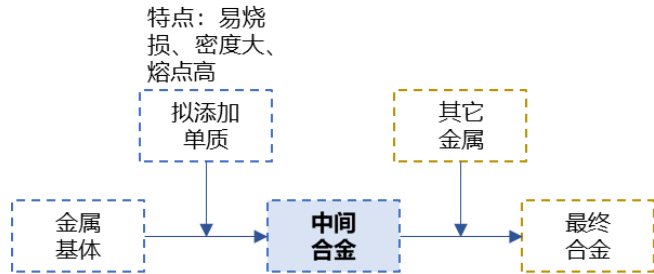 特点：易烧
损、密度大、
熔点高
拟添加
单质
其它
金属
金属
基体
中间
合金
最终
合金